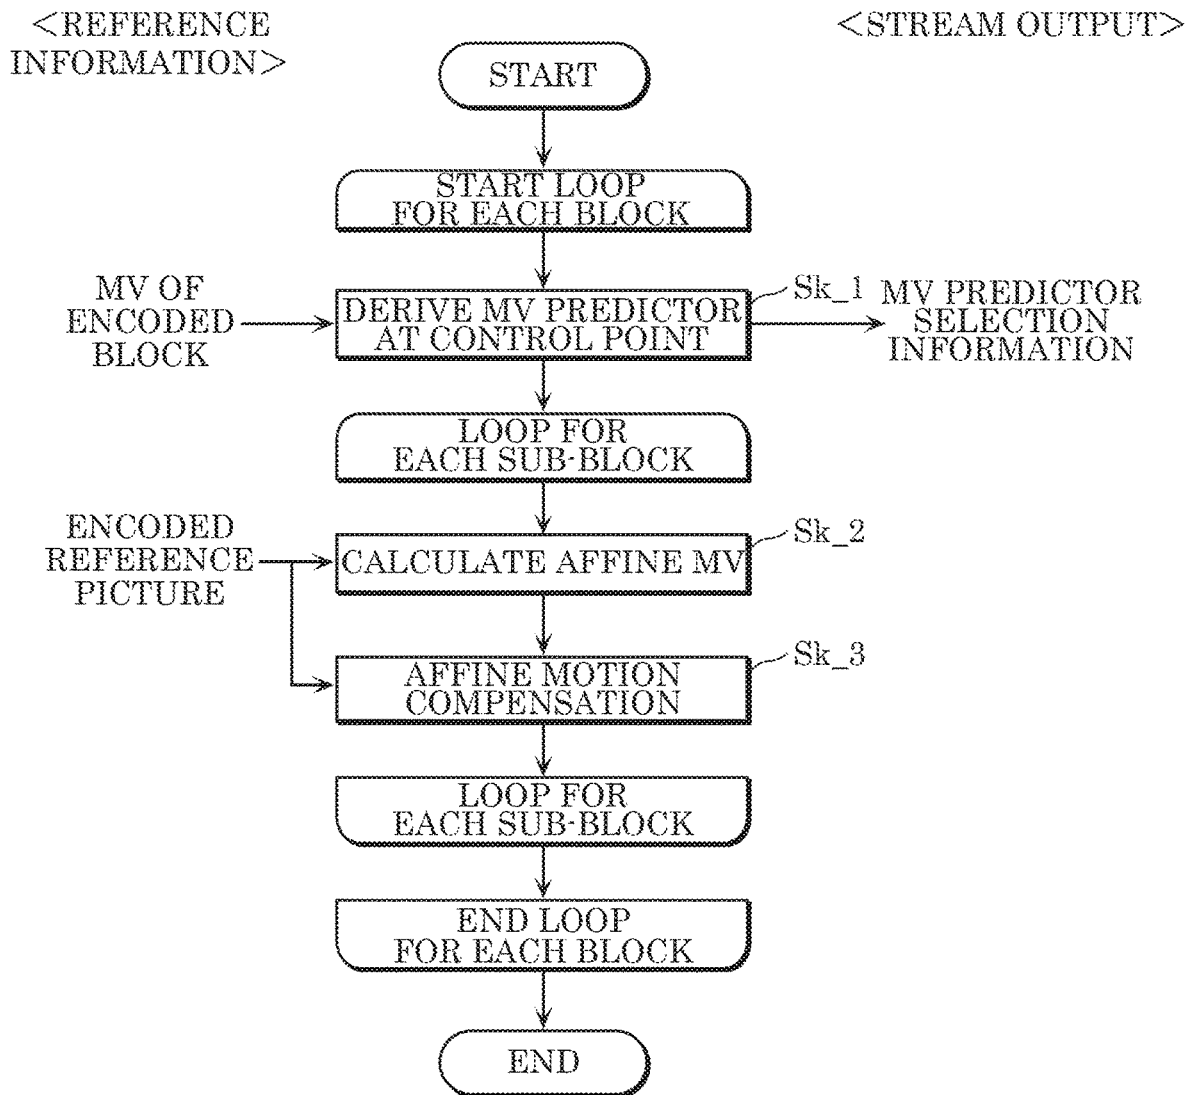 <REFERENCE
INFORMATION>
<STREAM OUTPUT>
START
START LOOP
FOR EACH BLOCK
MV OF
ENCODED
BLOCK
DERIVE MV PREDICTOR
AT CONTROL POINT
Sk_1
MV PREDICTOR
SELECTION
INFORMATION
LOOP FOR
EACH SUB-BLOCK
ENCODED
REFERENCE
PICTURE
CALCULATE AFFINE MV
Sk_2
AFFINE MOTION
COMPENSATION
Sk_3
LOOP FOR
EACH SUB-BLOCK
END LOOP
FOR EACH BLOCK
END